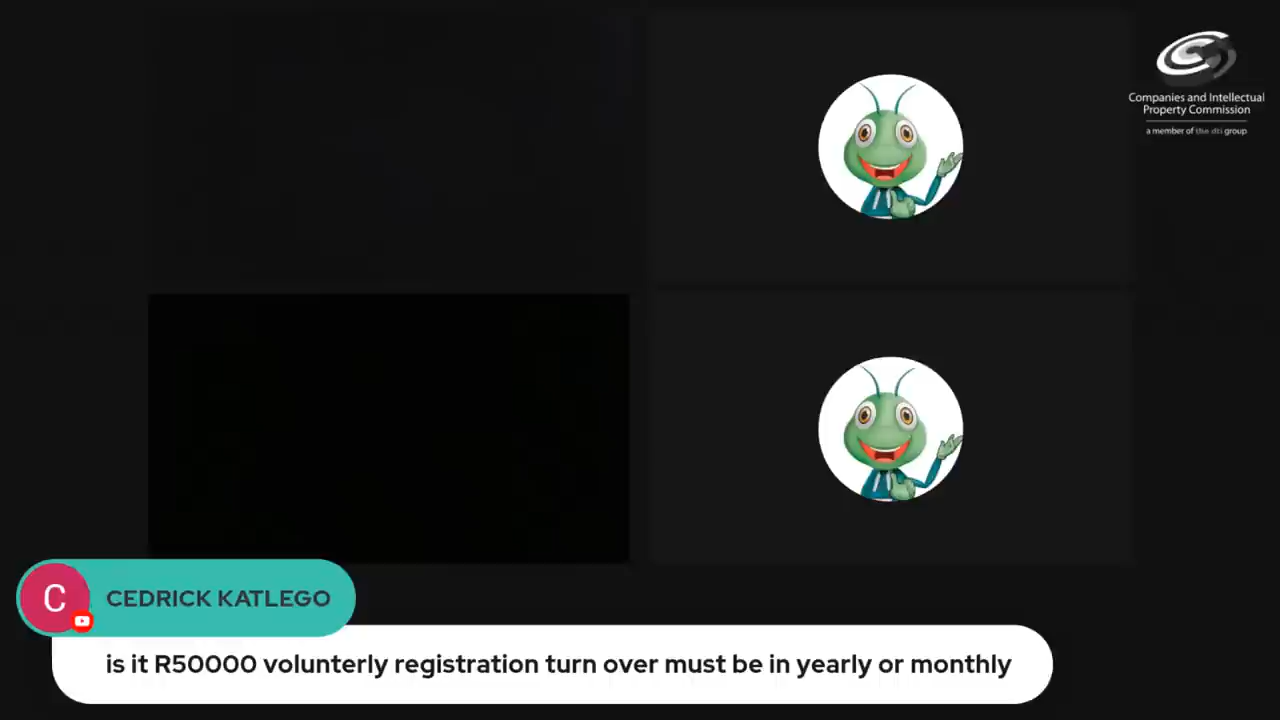 Companies and Intellectual
Property Commission
a member of the dti group
C
CEDRICK KATLEGO
is it R50000 volunterly registration turn over must be in yearly or monthly